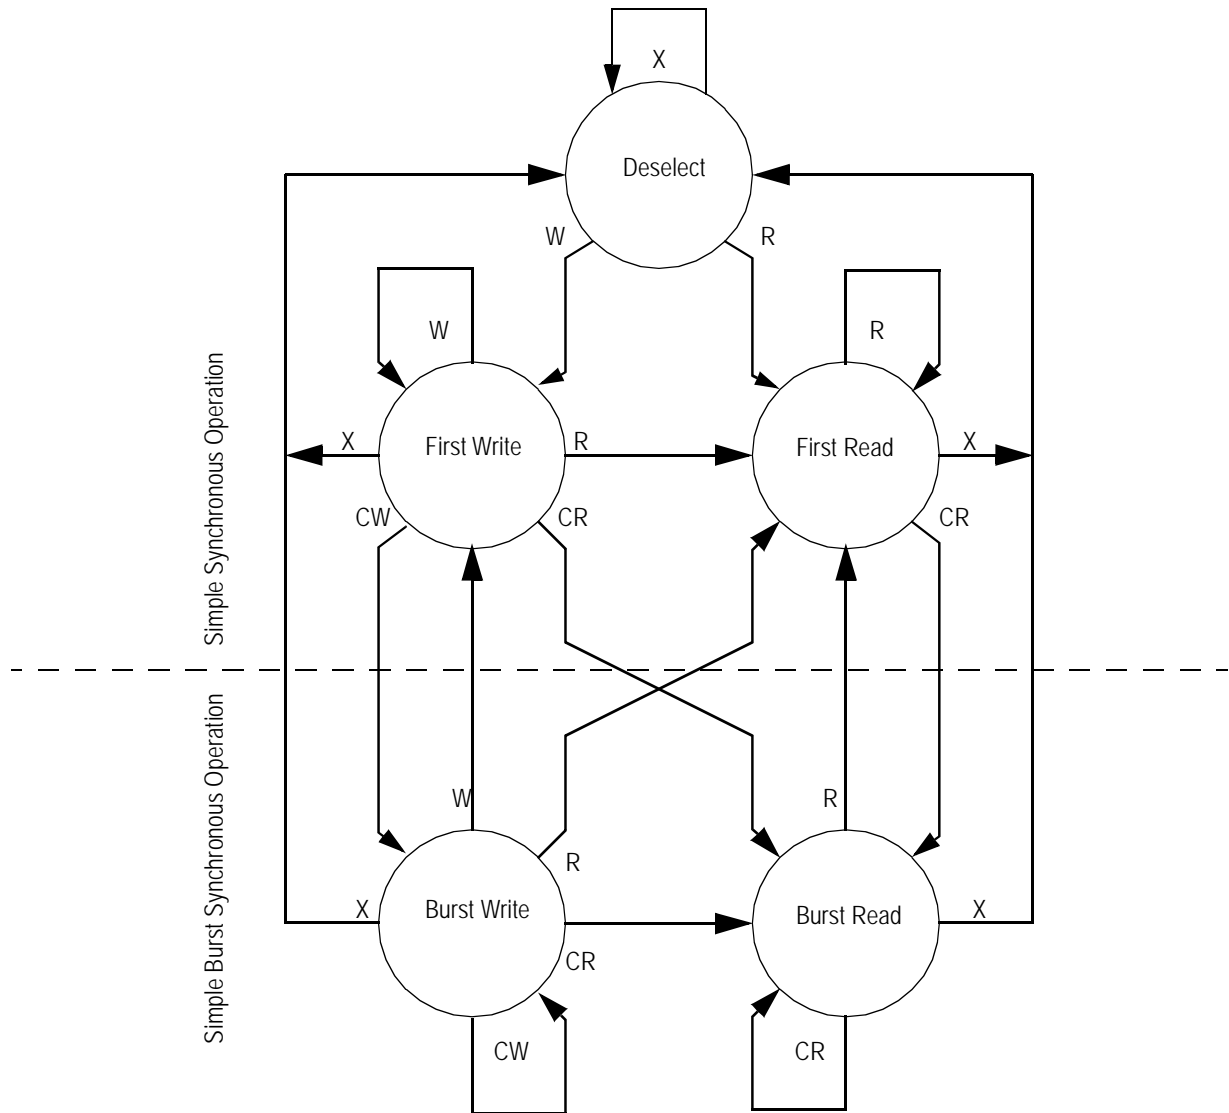 X
Deselect
W
R
W
R
Simple Synchronous Operation
X
First Write
R
First Read
X
CW
CR
CR
Simple Burst Synchronous Operation
W
R
R
X
Burst Write
Burst Read
X
CR
CW
CR